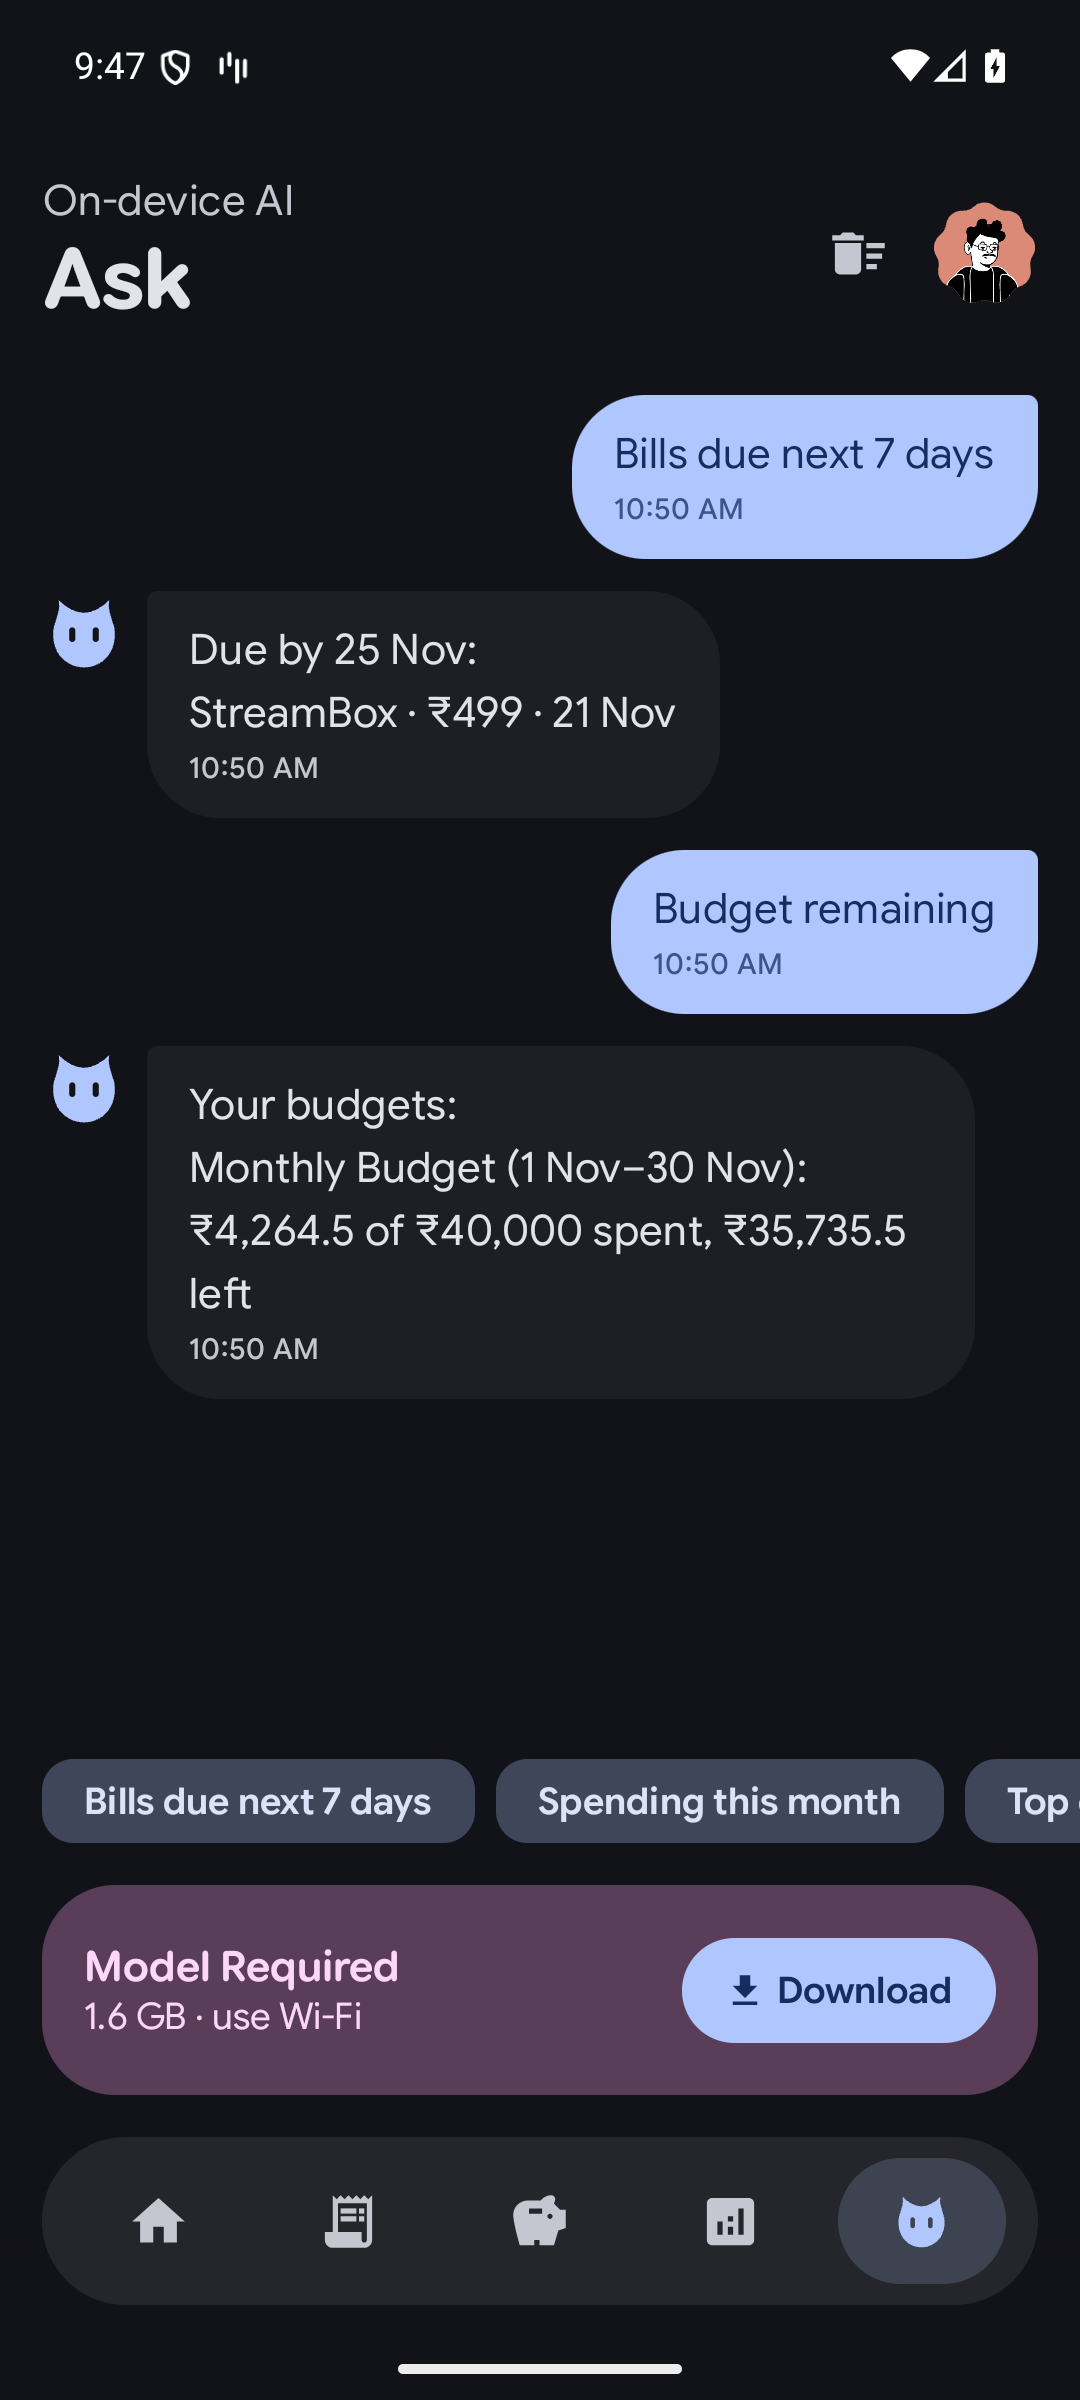 9:47
On-device AI
Ask
Bills due next 7 days
10:50 AM
Due by 25 Nov:
StreamBox · ₹499 · 21 Nov
10:50 AM
Budget remaining
10:50 AM
Your budgets:
Monthly Budget (1 Nov–30 Nov):
₹4,264.5 of ₹40,000 spent, ₹35,735.5
left
10:50 AM
Bills due next 7 days
Spending this month
Top
Model Required
1.6 GB · use Wi-Fi
Download